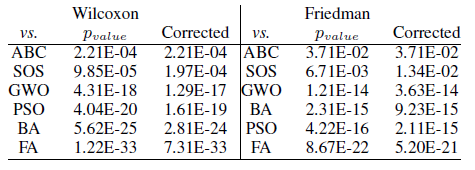 Wilcoxon Friedman
vs. p_value Corrected vs. p_value Corrected
ABC 2.21E-04 2.21E-04 ABC 3.71E-02 3.71E-02
SOS 9.85E-05 1.97E-04 SOS 6.71E-03 1.34E-02
GWO 4.31E-18 1.29E-17 GWO 1.21E-14 3.63E-14
PSO 4.04E-20 1.61E-19 BA 2.31E-15 9.23E-15
BA 5.62E-25 2.81E-24 PSO 4.22E-16 2.11E-15
FA 1.22E-33 7.31E-33 FA 8.67E-22 5.20E-21